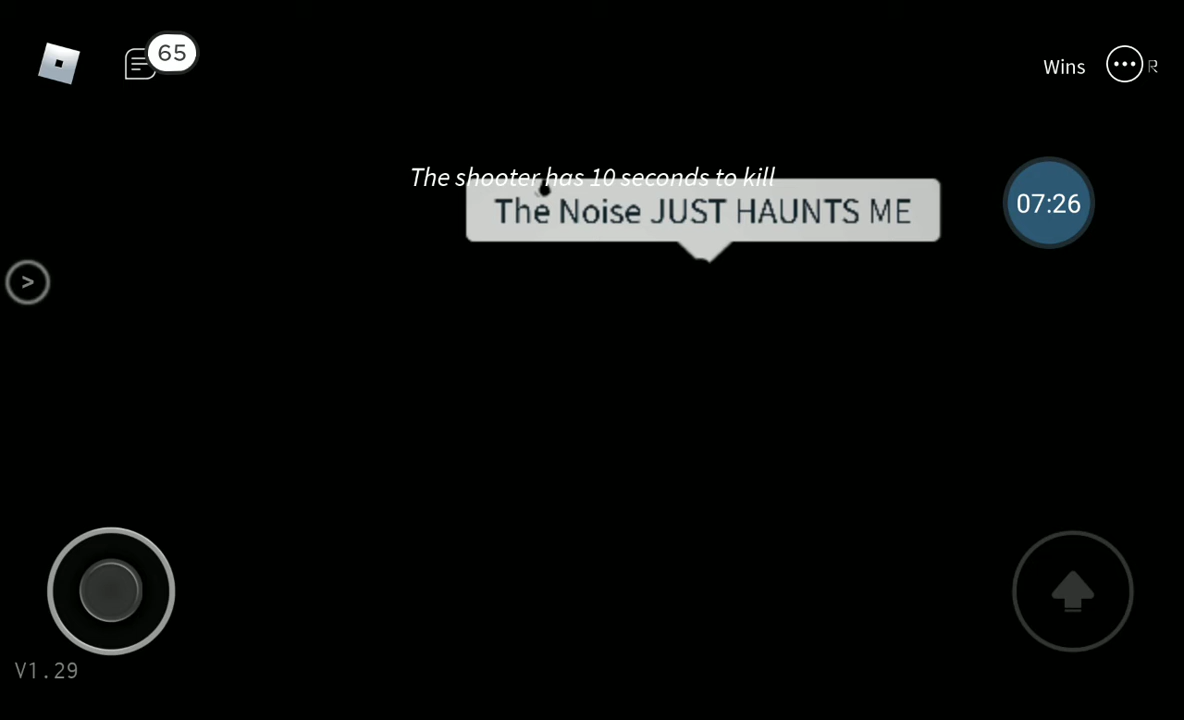 65
Wins
R
The shooter has 10 seconds to kill
The Noise JUST HAUNTS ME
07:26
>
V1.29